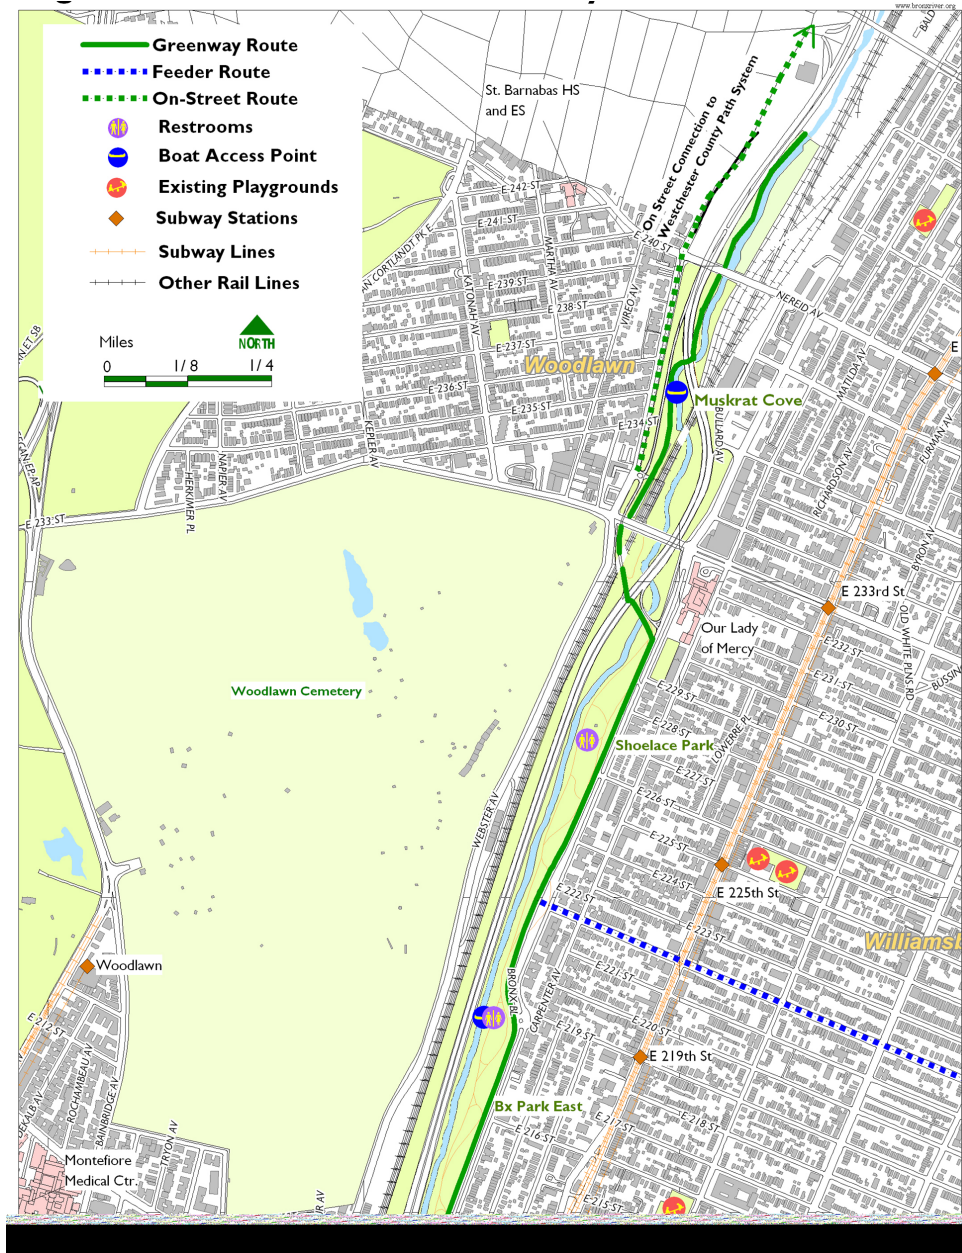 www.bronxriver.org
Greenway Route
Feeder Route
On-Street Route
Restrooms
Boat Access Point
Existing Playgrounds
Subway Stations
Subway Lines
Other Rail Lines
Miles
0 1/8 1/4
NORTH
St. Barnabas HS
and ES
On Street Connection to
Westchester County Path System
BALD
E 242 ST
E 241 ST
E 240 ST
AN CORTLANDT PL E
MARTHA AV
KATONAH AV
E 239 ST
E 238 ST
VIREO AV
NEREID AV
E 237 ST
Woodlawn
E 236 ST
E 235 ST
E 234 ST
Muskrat Cove
BULLARD AV
MATILDA AV
E
FURMAN AV
RICHARDSON AV
KEPLER AV
NAPIER AV
HERKIMER PL
E 233 ST
BYRON AV
E 233rd St
OLD WHITE PLNS RD
BUSSIN
Our Lady
of Mercy
E 232 ST
E 231 ST
E 230 ST
E 229 ST
E 228 ST
LOWERRE PL
Woodlawn Cemetery
Shoelace Park
E 227 ST
E 226 ST
WEBSTER AV
E 225 ST
E 224 ST
E 225th St
E 222 ST
E 223 ST
Williamsb
Woodlawn
BRONX BL
CARPENTER AV
E 221 ST
E 220 ST
E 219 ST
E 219th St
E 212 ST
ROCHAMBEAU AV
BAINBRIDGE AV
TRYON AV
Bx Park East
E 218 ST
E 217 ST
E 216 ST
Montefiore
Medical Ctr.
E 215 ST